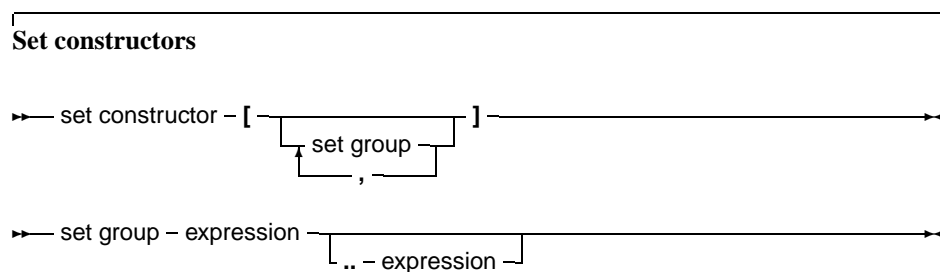 Set constructors
set constructor [ ]
set group
,
set group expression
.. expression